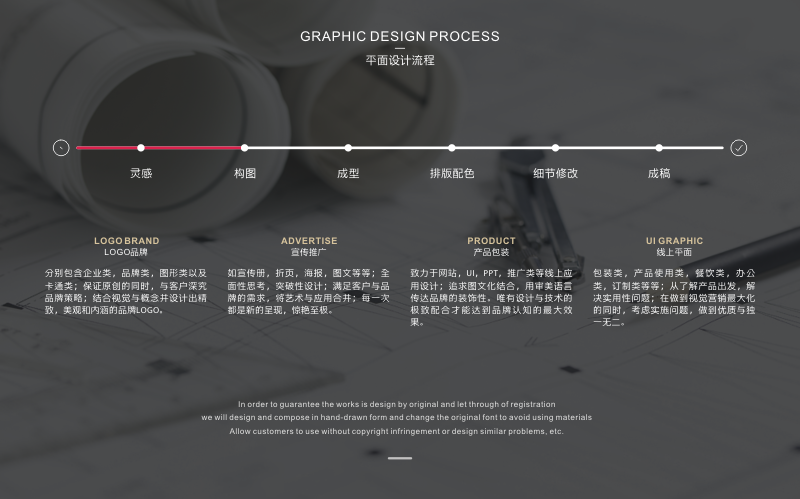 GRAPHIC DESIGN PROCESS
平面设计流程
灵感
构图
成型
排版配色
细节修改
成稿
LOGO BRAND
LOGO品牌
分别包含企业类，品牌类，图形类以及
卡通类；保证原创的同时，与客户深究
品牌策略；结合视觉与概念并设计出精
致，美观和内涵的品牌LOGO。
ADVERTISE
宣传推广
如宣传册，折页，海报，图文等等；全
面性思考，突破性设计；满足客户与品
牌的需求，将艺术与应用合并；每一次
都是新的呈现，惊艳至极。
PRODUCT
产品包装
致力于网站，UI，PPT，推广类等线上应
用设计；追求图文化结合，用审美语言
传达品牌的装饰性。唯有设计与技术的
极致配合才能达到品牌认知的最大效
果。
UI GRAPHIC
线上平面
包装类，产品使用类，餐饮类，办公
类，订制类等等；从了解产品出发，解
决实用性问题；在做到视觉营销最大化
的同时，考虑实施问题，做到优质与独
一无二。
In order to guarantee the works is design by original and let through of registration
we will design and compose in hand-drawn form and change the original font to avoid using materials
Allow customers to use without copyright infringement or design similar problems, etc.